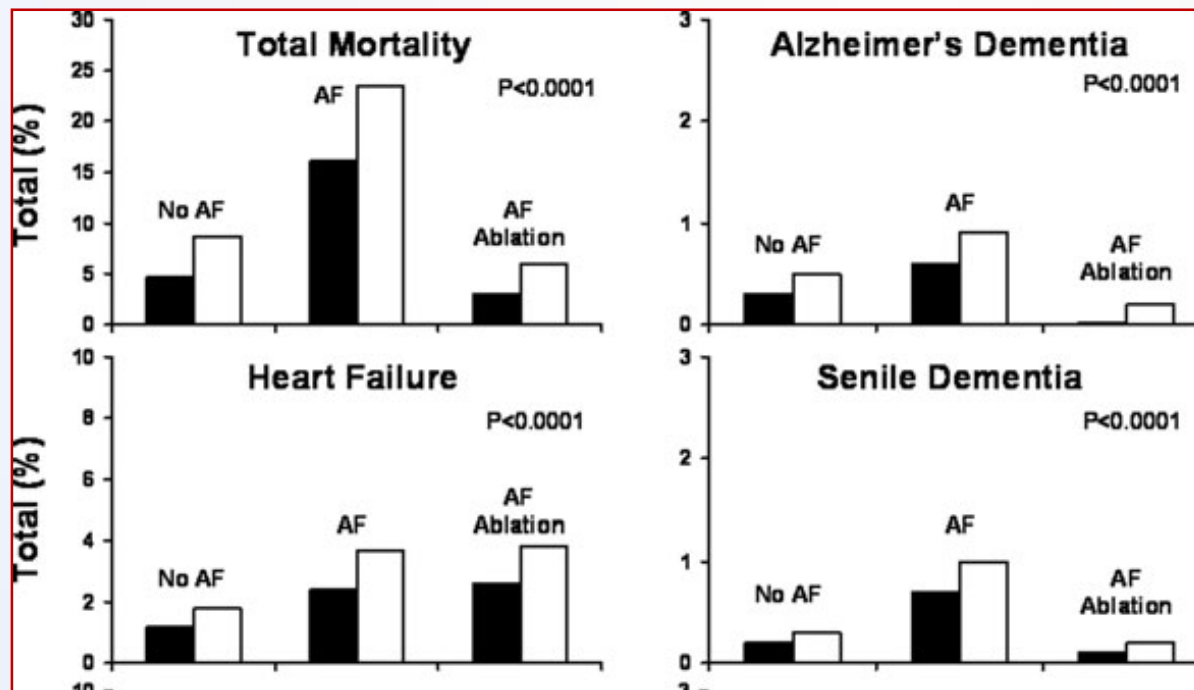 30
Total Mortality
25
P<0.0001
AF
20
15
No AF
AF
Ablation
10
5
0
Total (%)
3
Alzheimer's Dementia
P<0.0001
2
AF
1
No AF
AF
Ablation
0
10
Heart Failure
8
P<0.0001
6
AF
Ablation
AF
4
No AF
2
0
Total (%)
3
Senile Dementia
P<0.0001
2
AF
1
No AF
AF
Ablation
0
10
3